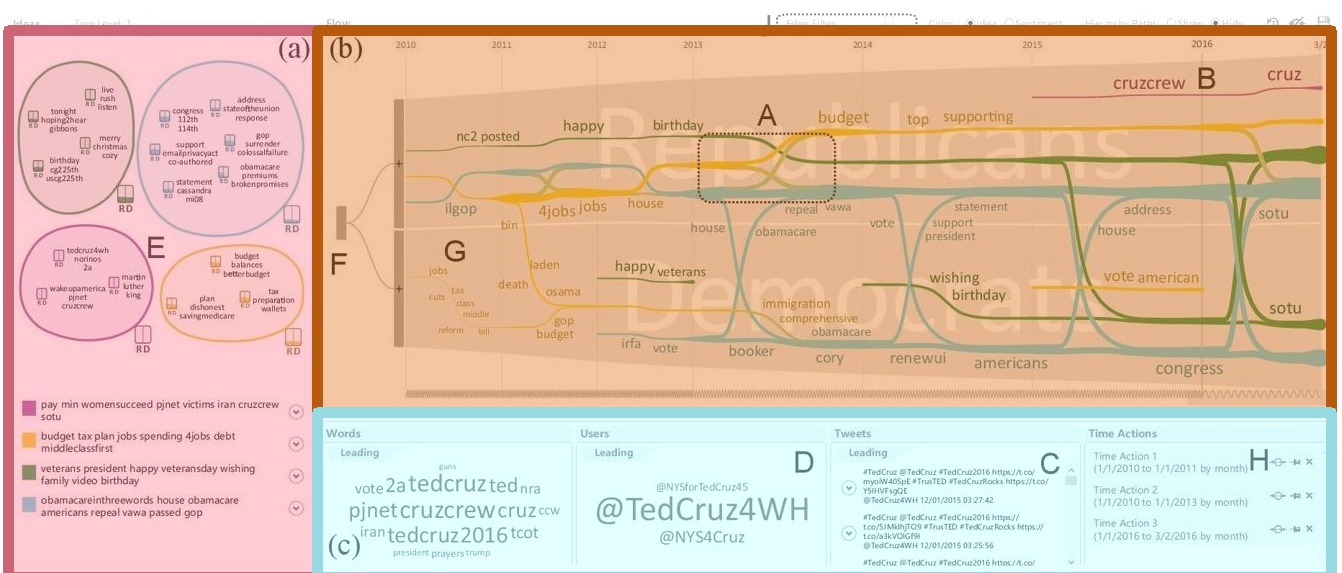 Ideas Tree Level: 1 Flow Edge Filter Color Idea Sentiment Hierarchy Paths Show Hide
(a)
live
rush
listen
tonight
hoping2hear
gibbons
merry
christmas
cozy
birthday
cg225th
uscg225th
RD
congress
112th
114th
address
stateoftheunion
response
support
emailprivacyact
co-authored
gop
surrender
colossalfailure
obamacare
premiums
brokenpromises
statement
cassandra
mi08
RD
E
tedcruz4wh
norinos
2a
martin
luther
king
wakeupamerica
pjnet
cruzcrew
RD
budget
balances
betterbudget
plan
dishonest
savingmedicare
tax
preparation
wallets
RD
pay min womensucceed pjnet victims iran cruzcrew
sotu
budget tax plan jobs spending 4jobs debt
middleclassfirst
veterans president happy veteransday wishing
family video birthday
obamacareinthreewords house obamacare
americans repeal vawa passed gop
(b)
2010 2011 2012 2013 2014 2015 2016 3/2
Republicans
Democrats
cruzcrew B cruz
A
budget top supporting
nc2 posted happy birthday
ilgop 4jobs jobs house
bin
laden
death
osama
gop
budget
house
repeal vawa
obamacare
vote
statement
support
president
address
house
sotu
F
G
jobs
cuts
tax
class
middle
reform bill
happy veterans
wishing
birthday
vote american
immigration
comprehensive
obamacare
irfa vote booker cory renewui americans congress
sotu
(c)
Words
Leading
guns
vote 2a tedcruz ted nra
pjnet cruzcrew cruz ccw
iran tedcruz2016 tcot
president prayers trump
Users
Leading
D
@NYSforTedCruz45
@TedCruz4WH
@NYS4Cruz
Tweets
Leading
C
#TedCruz @TedCruz #TedCruz2016 https://t.co/
myoiW40SpE #TrusTED #TedCruzRocks https://t.co/
Y5IHVFsgQE
@TedCruz4WH 12/01/2015 03:27:42
#TedCruz @TedCruz #TedCruz2016 https://
t.co/5JMkIhjTO9 #TrusTED #TedCruzRocks https://
t.co/a3kVOIGf9I
@TedCruz4WH 12/01/2015 03:25:56
#TedCruz @TedCruz #TedCruz2016 https://t.co/
Time Actions
H
Time Action 1
(1/1/2010 to 1/1/2011 by month)
Time Action 2
(1/1/2010 to 1/1/2013 by month)
Time Action 3
(1/1/2016 to 3/2/2016 by month)